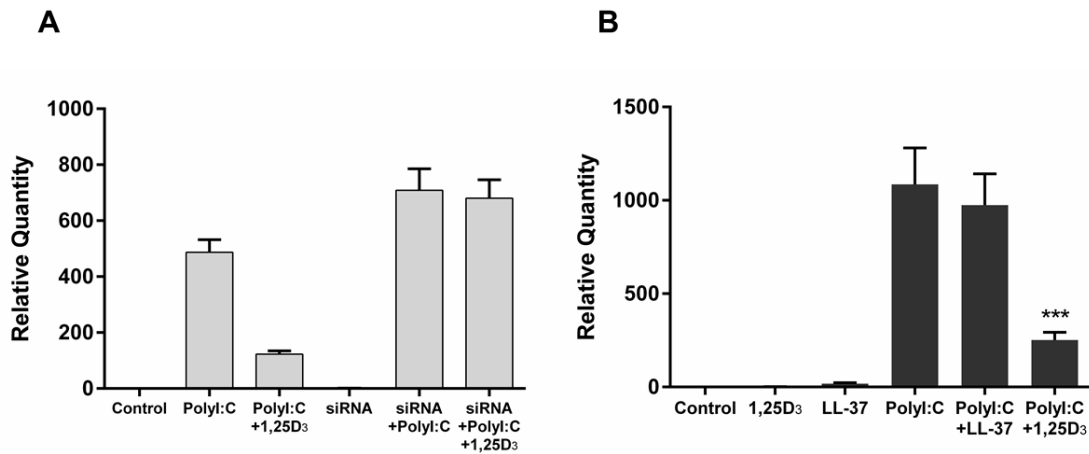 A
Relative Quantity
1000
800
600
400
200
0
Control
PolyI:C
PolyI:C
+1,25D₃
siRNA
siRNA
+PolyI:C
siRNA
+PolyI:C
+1,25D₃
B
Relative Quantity
1500
1000
500
0
***
Control
1,25D₃
LL-37
PolyI:C
PolyI:C
+LL-37
PolyI:C
+1,25D₃